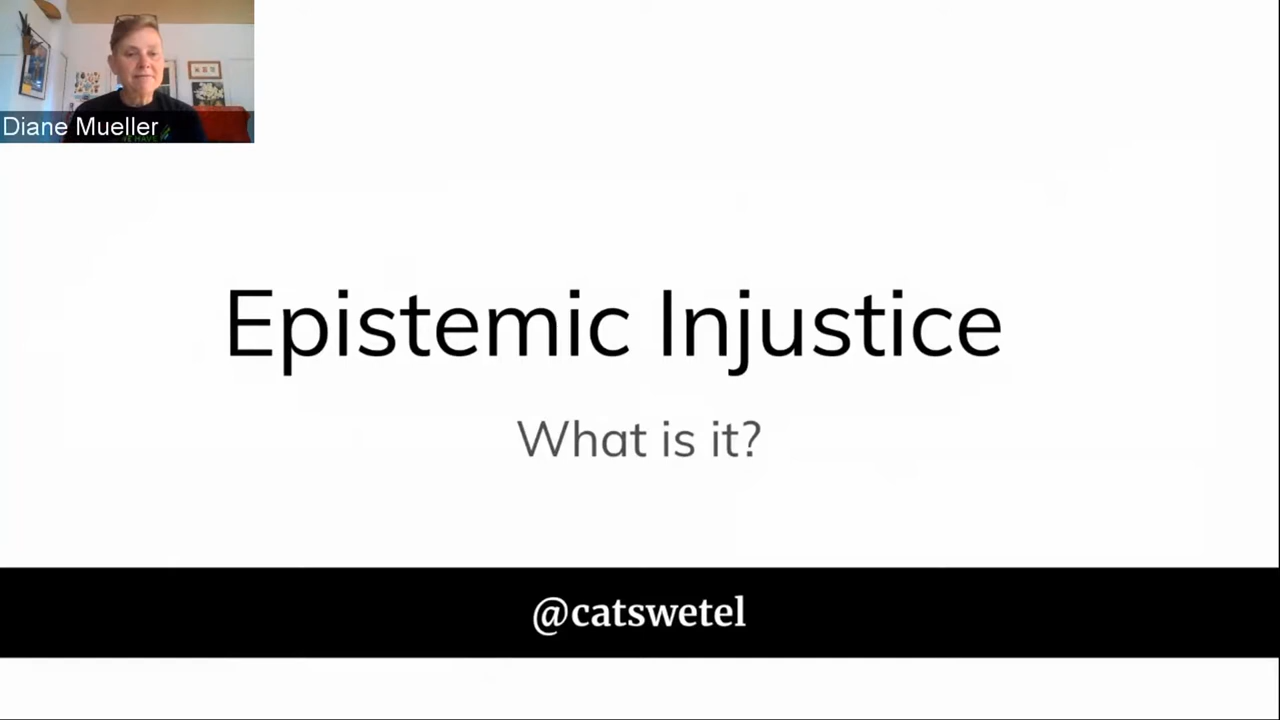 Diane Mueller
Epistemic Injustice
What is it?
@catswetel